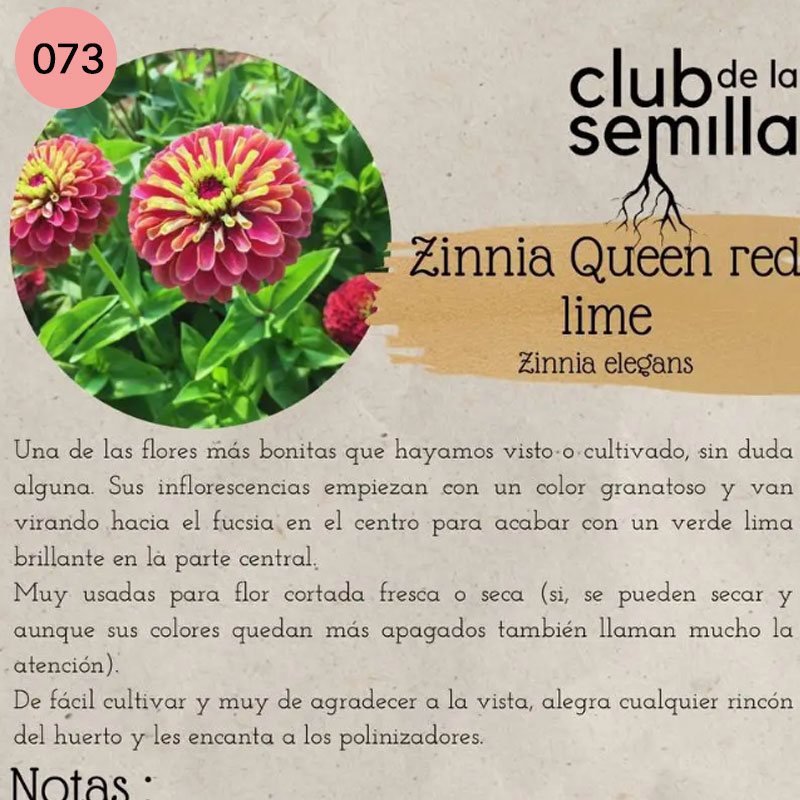 073
club de la
semilla
Zinnia Queen red
lime
Zinnia elegans
Una de las flores más bonitas que hayamos visto o cultivado, sin duda
alguna. Sus inflorescencias empiezan con un color granatoso y van
virando hacia el fucsia en el centro para acabar con un verde lima
brillante en la parte central.
Muy usadas para flor cortada fresca o seca (si, se pueden secar y
aunque sus colores quedan más apagados también llaman mucho la
atención).
De fácil cultivar y muy de agradecer a la vista, alegra cualquier rincón
del huerto y les encanta a los polinizadores.
Notas :